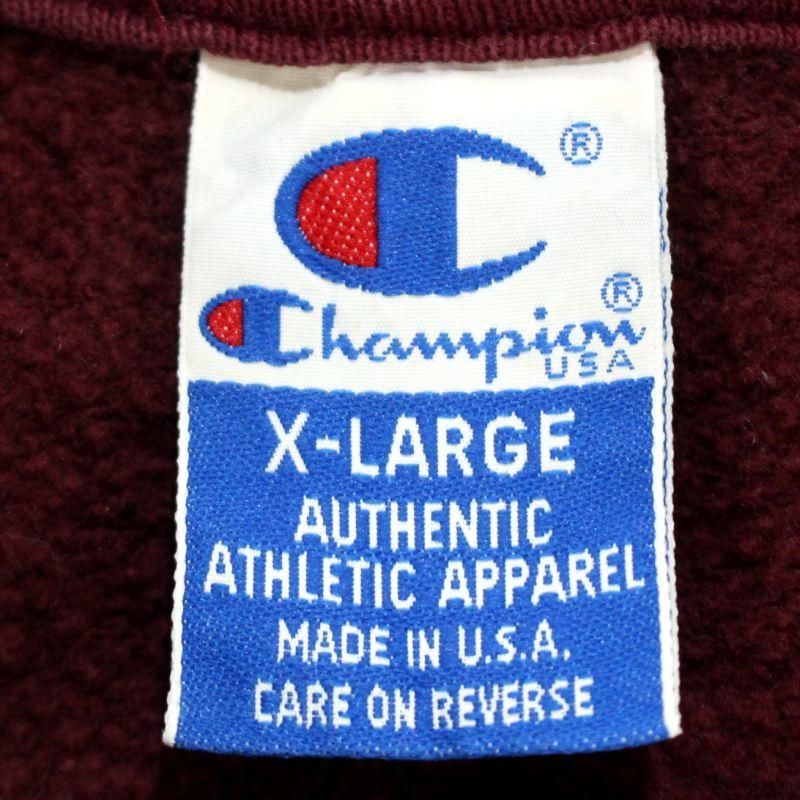 ®
Champion®
USA
X-LARGE
AUTHENTIC
ATHLETIC APPAREL
MADE IN U.S.A.
CARE ON REVERSE